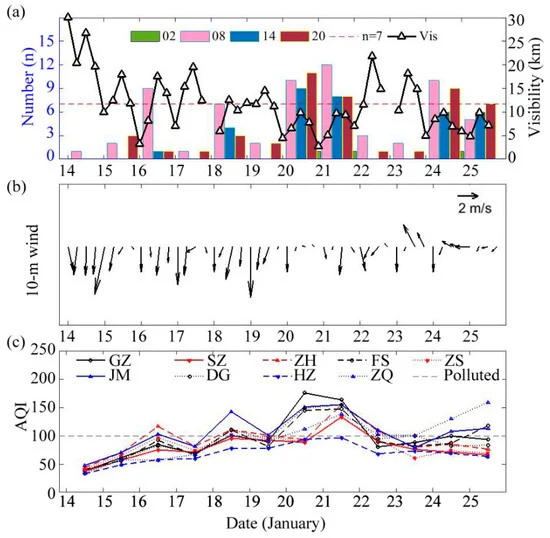 (a)
02 08 14 20 n=7 Vis
Number (n)
15
12
9
6
3
0
30
25
20
15
10
5
0
Visibility (km)
14 15 16 17 18 19 20 21 22 23 24 25
(b)
2 m/s
10-m wind
14 15 16 17 18 19 20 21 22 23 24 25
(c)
GZ SZ ZH FS ZS
JM DG HZ ZQ Polluted
AQI
250
200
150
100
50
0
14 15 16 17 18 19 20 21 22 23 24 25
Date (January)